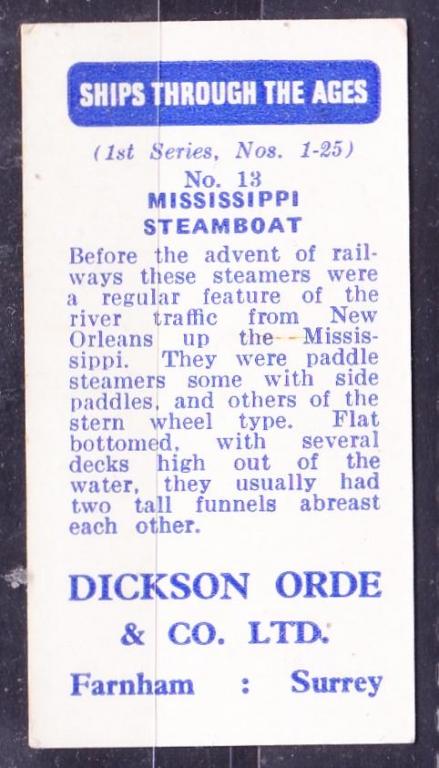 SHIPS THROUGH THE AGES
(1st Series, Nos. 1-25)
No. 13
MISSISSIPPI
STEAMBOAT
Before the advent of rail-
ways these steamers were
a regular feature of the
river traffic from New
Orleans up the Missis-
sippi. They were paddle
steamers some with side
paddles, and others of the
stern wheel type. Flat
bottomed, with several
decks high out of the
water, they usually had
two tall funnels abreast
each other.
DICKSON ORDE
& CO. LTD.
Farnham : Surrey